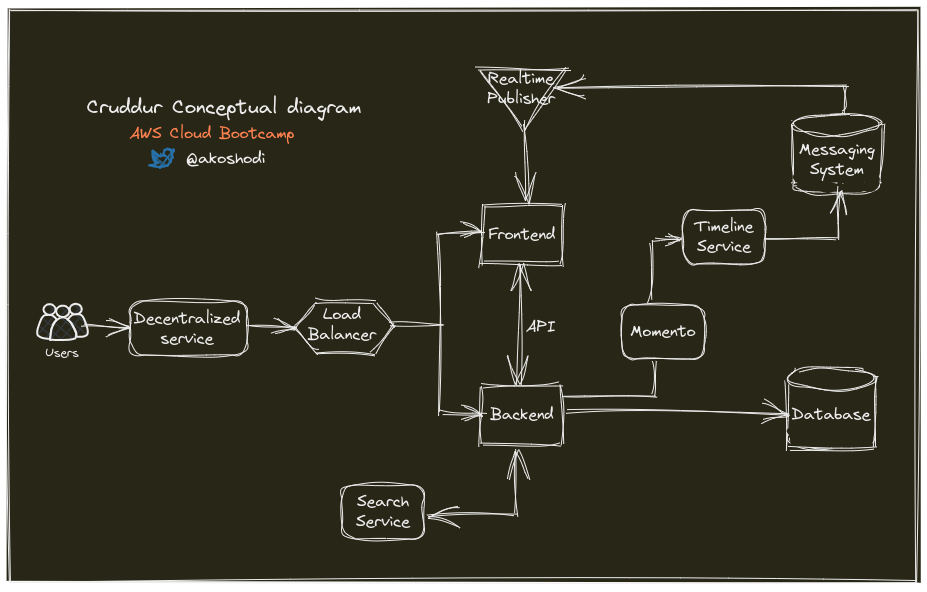 Cruddur Conceptual diagram
AWS Cloud Bootcamp
@akoshodi
Realtime
Publisher
Messaging
System
Frontend
Timeline
Service
Users
Decentralized
service
Load
Balancer
API
Momento
Backend
Database
Search
Service